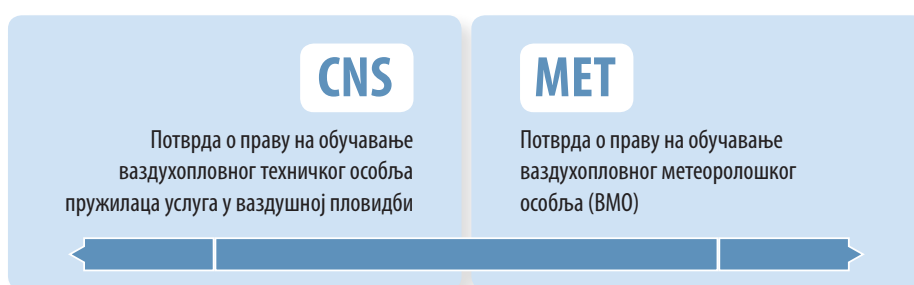 CNS
Потврда о праву на обучавање
ваздухопловног техничког особља
пружилаца услуга у ваздушној пловидби
MET
Потврда о праву на обучавање
ваздухопловног метеоролошког
особља (ВМО)